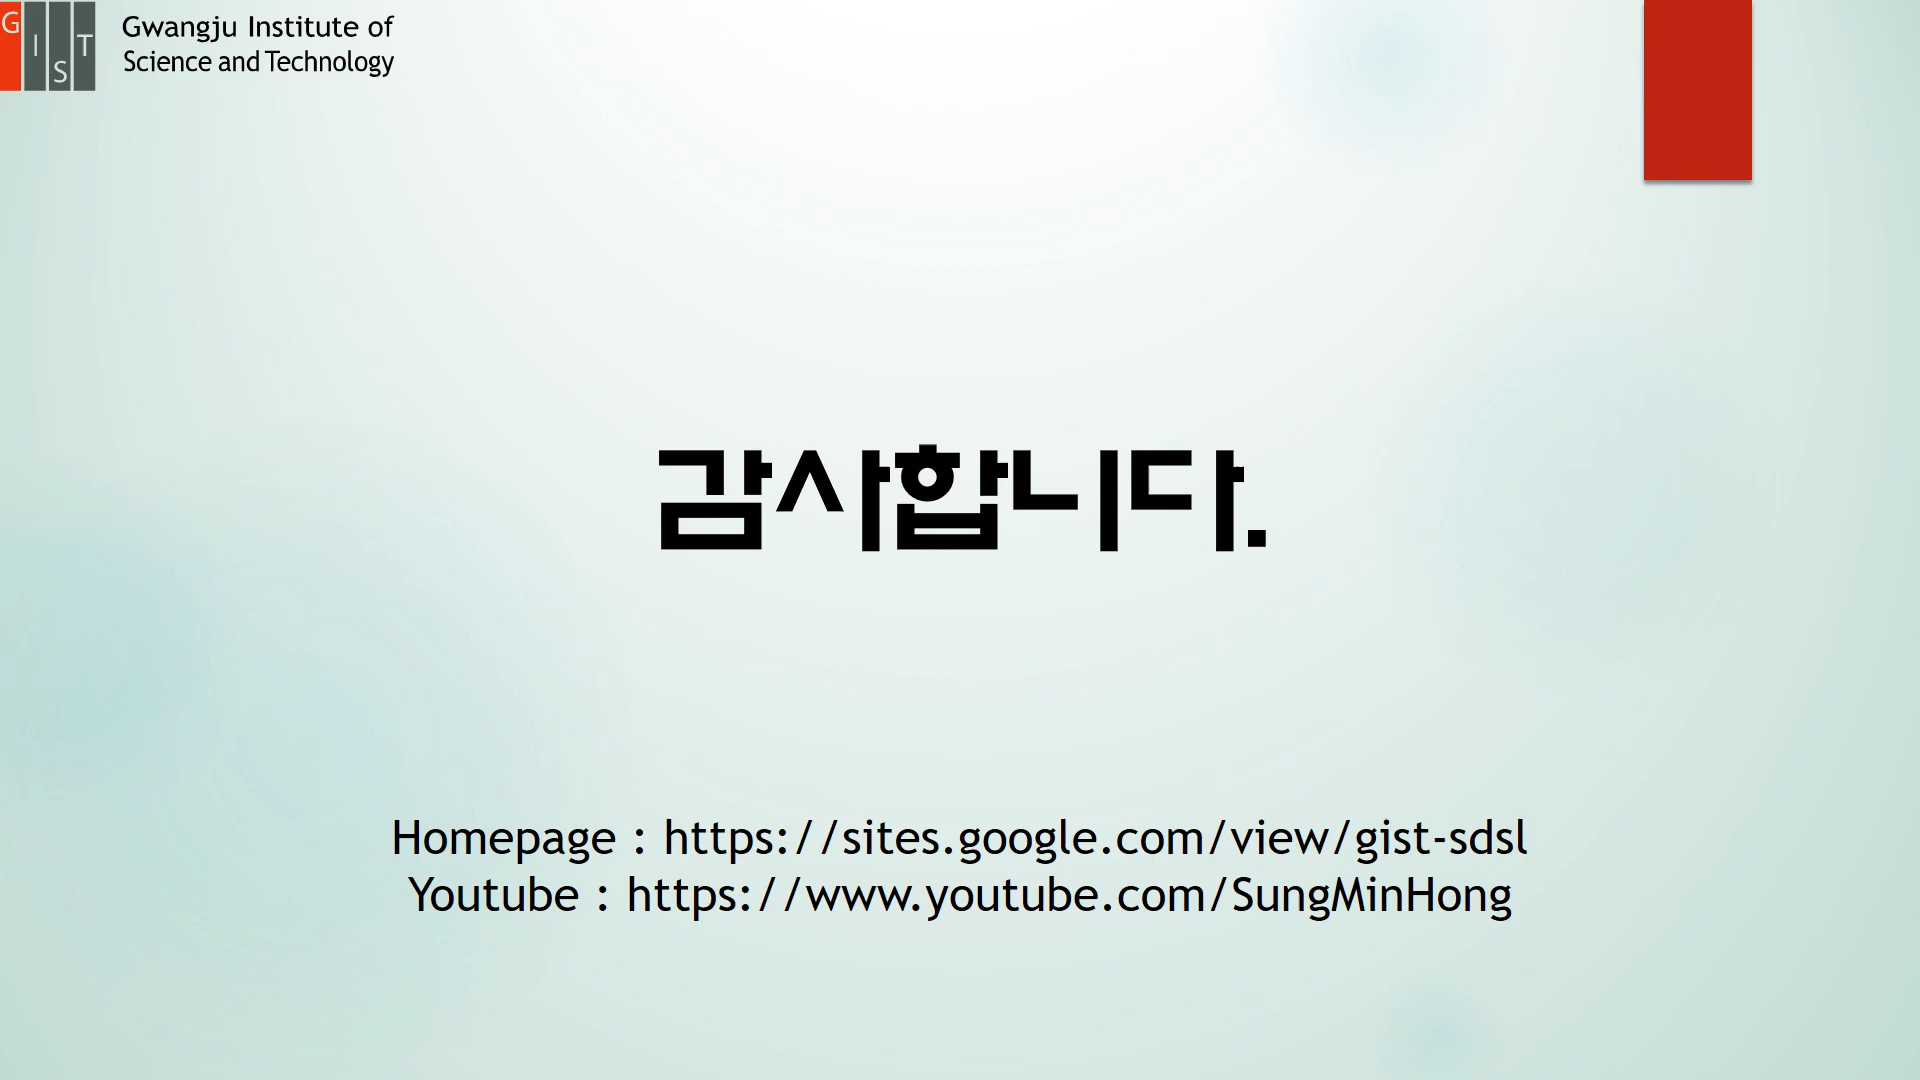 GIST
Gwangju Institute of
Science and Technology
감사합니다.
Homepage : https://sites.google.com/view/gist-sdsl
Youtube : https://www.youtube.com/SungMinHong